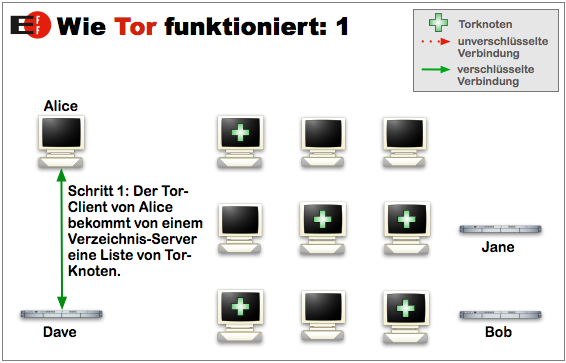 EFF Wie Tor funktioniert: 1
Torknoten
unverschlüsselte
Verbindung
verschlüsselte
Verbindung
Alice
Schritt 1: Der Tor-
Client von Alice
bekommt von einem
Verzeichnis-Server
eine Liste von Tor-
Knoten.
Jane
Dave
Bob